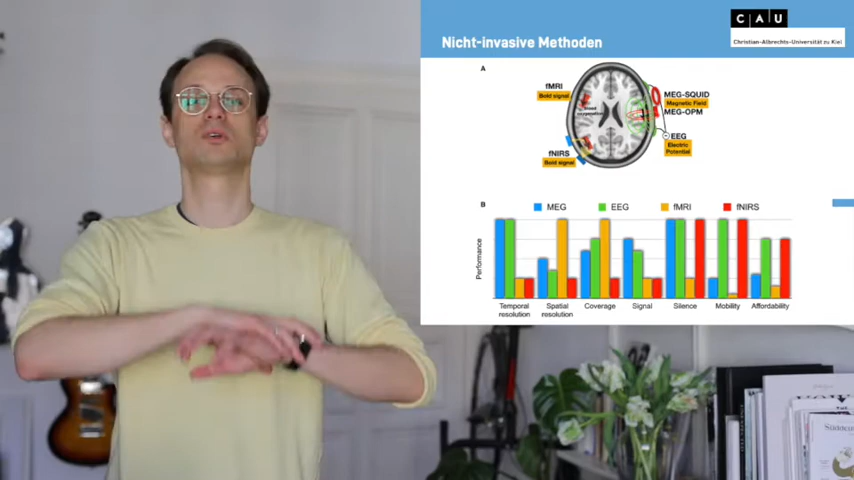 CAU
Christian-Albrechts-Universität zu Kiel
Nicht-invasive Methoden
A
fMRI
Bold signal
MEG-SQUID
Magnetic Field
MEG-OPM
EEG
Electric
Potential
fNIRS
Bold signal
B
MEG
EEG
fMRI
fNIRS
Performance
Temporal
resolution
Spatial
resolution
Coverage
Signal
Silence
Mobility
Affordability